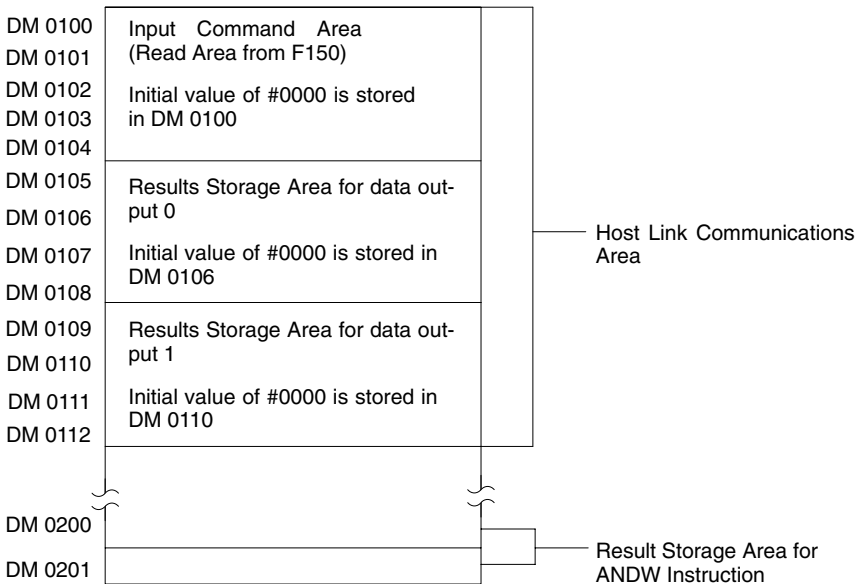 DM 0100
DM 0101
DM 0102
DM 0103
DM 0104
DM 0105
DM 0106
DM 0107
DM 0108
DM 0109
DM 0110
DM 0111
DM 0112
DM 0200
DM 0201
Input Command Area
(Read Area from F150)
Initial value of #0000 is stored
in DM 0100
Results Storage Area for data out-
put 0
Initial value of #0000 is stored in
DM 0106
Results Storage Area for data out-
put 1
Initial value of #0000 is stored in
DM 0110
Host Link Communications
Area
Result Storage Area for
ANDW Instruction